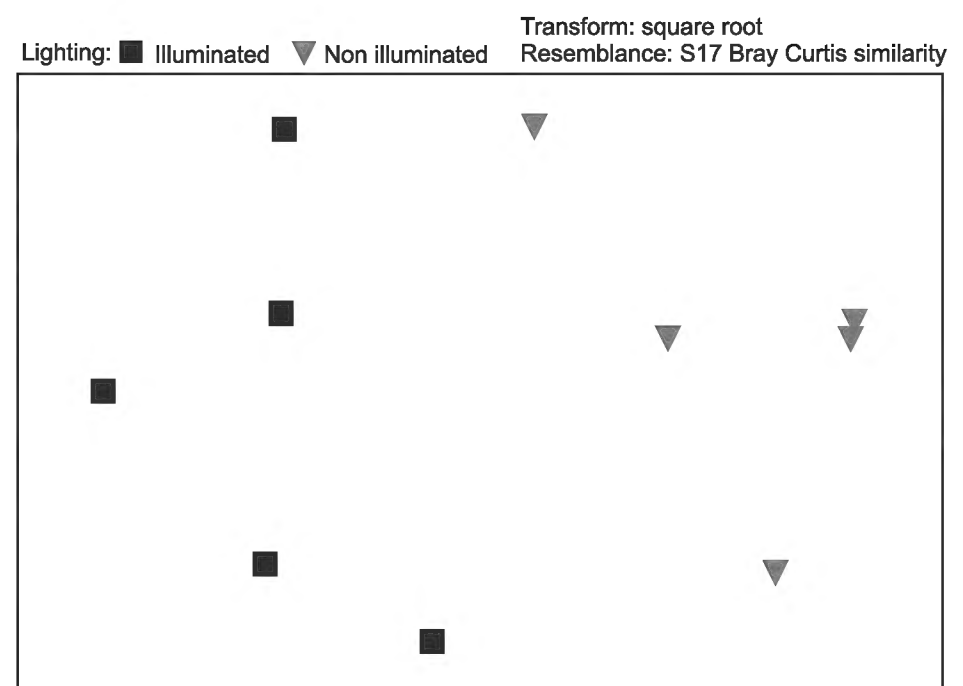 Transform: square root
Lighting: Illuminated Non illuminated Resemblance: S17 Bray Curtis similarity